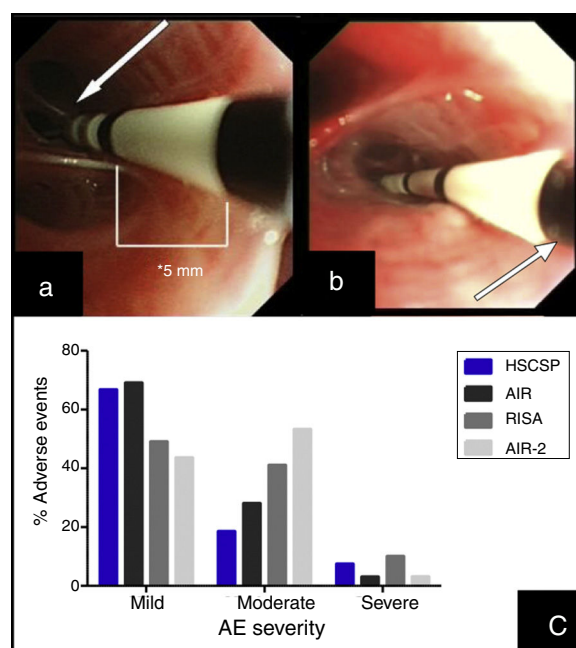 *5 mm
a
b
80
60
40
20
0
% Adverse events
Mild
Moderate
Severe
AE severity
HSCSP
AIR
RISA
AIR-2
C